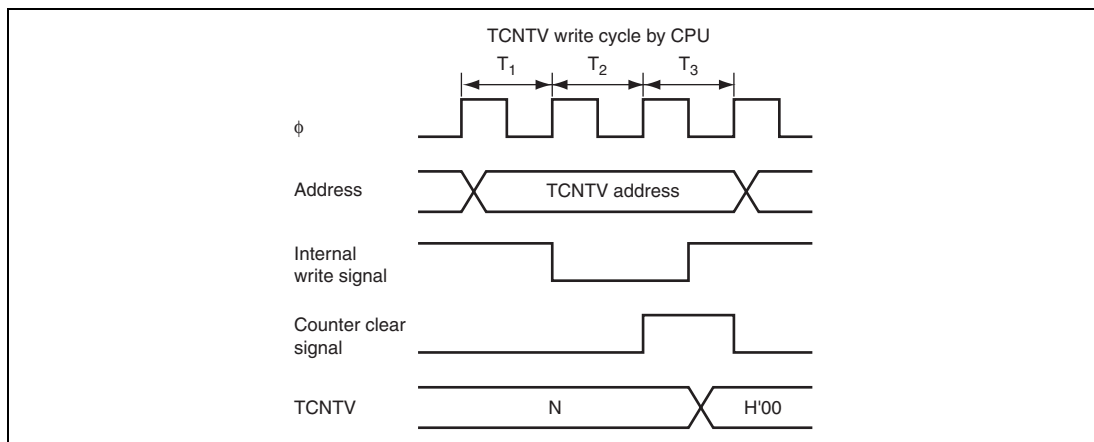 TCNTV write cycle by CPU
T1 T2 T3
φ
Address
TCNTV address
Internal
write signal
Counter clear
signal
TCNTV
N
H'00